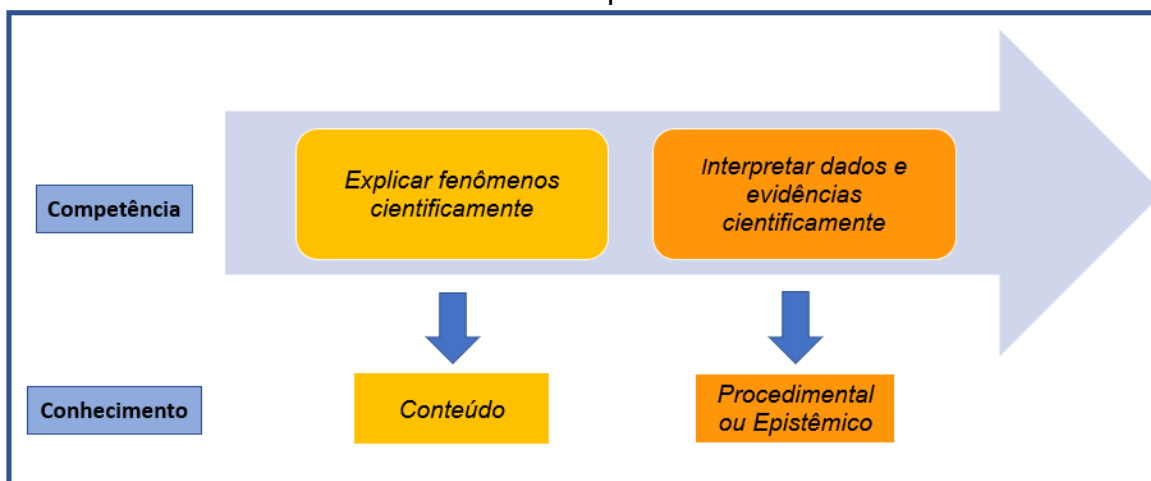 Competência
Explicar fenômenos
cientificamente
Interpretar dados e
evidências
cientificamente
Conhecimento
Conteúdo
Procedimental
ou Epistêmico